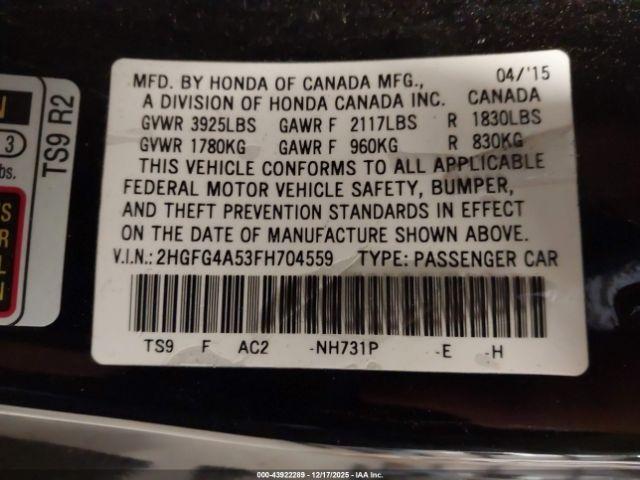 MFD. BY HONDA OF CANADA MFG., 04/'15
A DIVISION OF HONDA CANADA INC. CANADA
GVWR 3925LBS GAWR F 2117LBS R 1830LBS
GVWR 1780KG GAWR F 960KG R 830KG
THIS VEHICLE CONFORMS TO ALL APPLICABLE
FEDERAL MOTOR VEHICLE SAFETY, BUMPER,
AND THEFT PREVENTION STANDARDS IN EFFECT
ON THE DATE OF MANUFACTURE SHOWN ABOVE.
V.I.N.: 2HGFG4A53FH704559 TYPE: PASSENGER CAR
TS9 F AC2 -NH731P -E -H
TS9 R2
N
3
lbs.
S
R
L
N
000-43922289 - 12/17/2025 - IAA Inc.